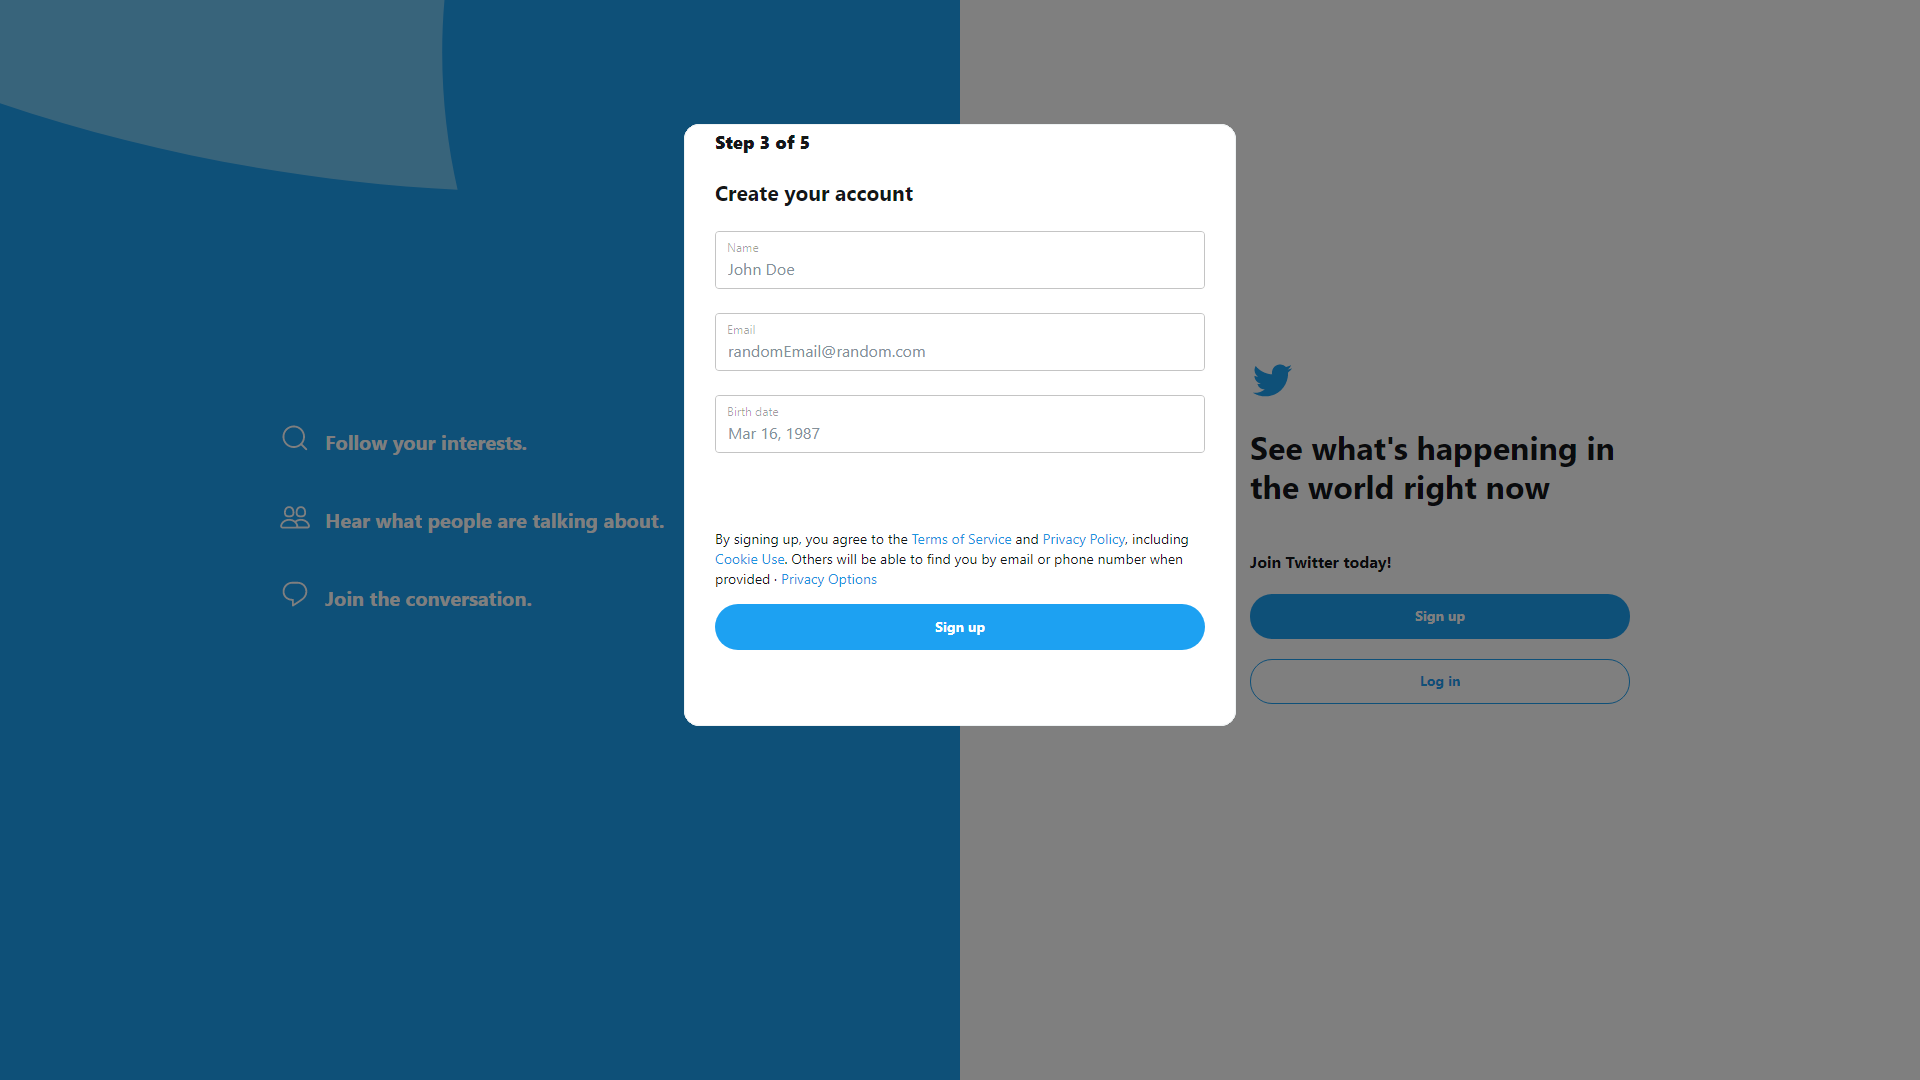 Step 3 of 5
Create your account
Name
John Doe
Email
randomEmail@random.com
Birth date
Mar 16, 1987
By signing up, you agree to the Terms of Service and Privacy Policy, including
Cookie Use. Others will be able to find you by email or phone number when
provided · Privacy Options
Sign up
Follow your interests.
Hear what people are talking about.
Join the conversation.
See what's happening in
the world right now
Join Twitter today!
Sign up
Log in